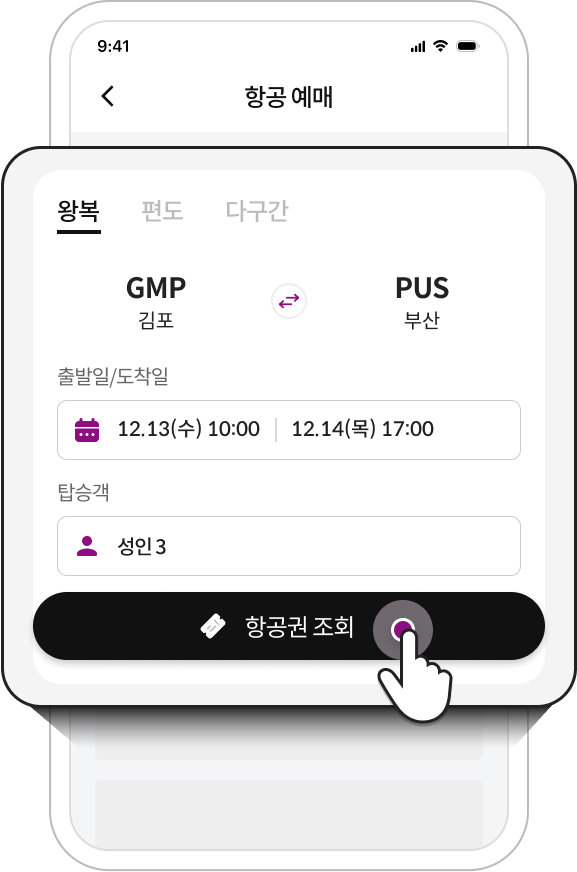 9:41
항공 예매
왕복 편도 다구간
GMP PUS
김포 부산
출발일/도착일
12.13(수) 10:00 | 12.14(목) 17:00
탑승객
성인 3
항공권 조회